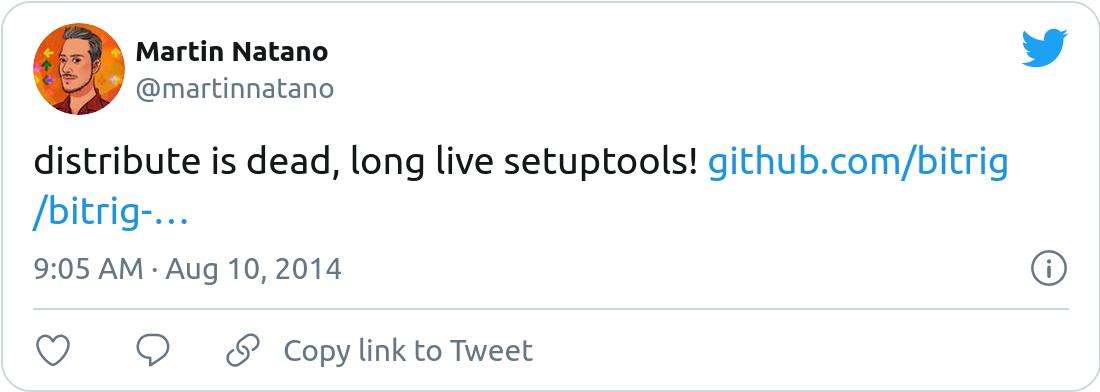 Martin Natano
@martinnatano
distribute is dead, long live setuptools! github.com/bitrig
/bitrig-…
9:05 AM · Aug 10, 2014
Copy link to Tweet